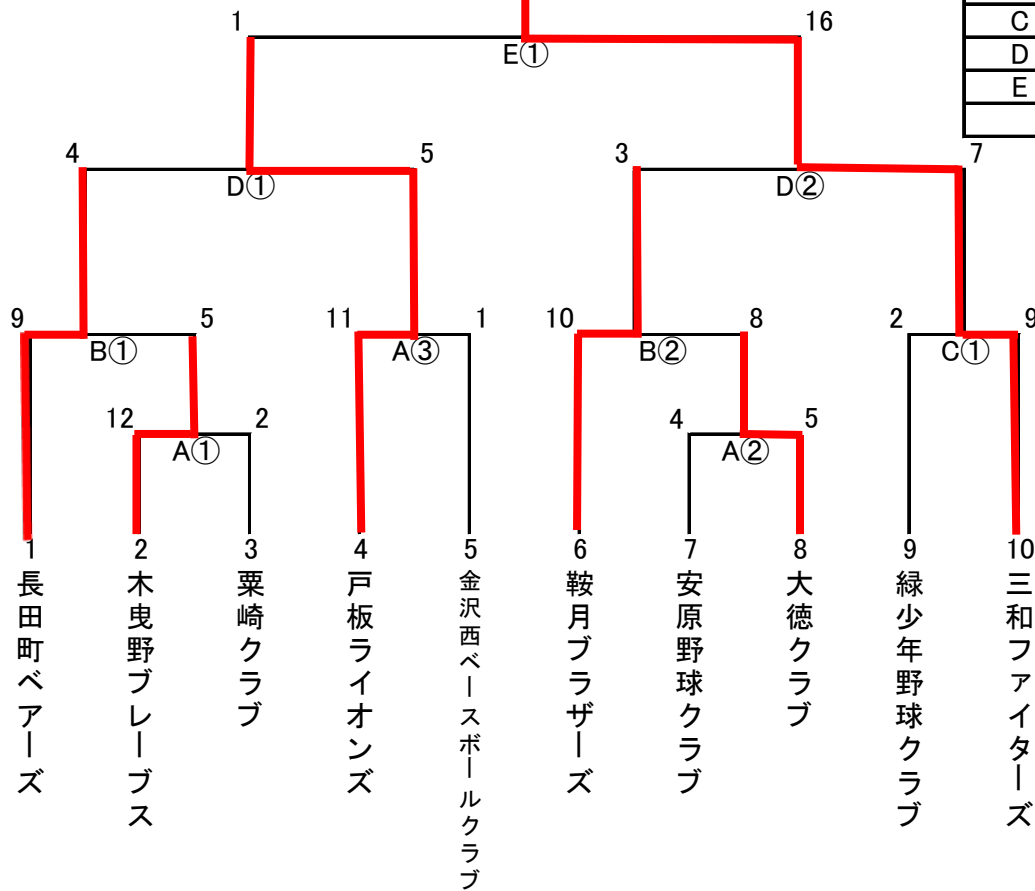 1 16 C
E① D
E
4 5 3 7
D① D②
9 5 11 1 10 8 2 9
B① A③ B② C①
12 2 4 5
A① A②
1 2 3 4 5 6 7 8 9 10
長田町ベアーズ
木曳野ブレーブス
粟崎クラブ
戸板ライオンズ
金沢西ベースボールクラブ
鞍月ブラザーズ
安原野球クラブ
大徳クラブ
緑少年野球クラブ
三和ファイターズ